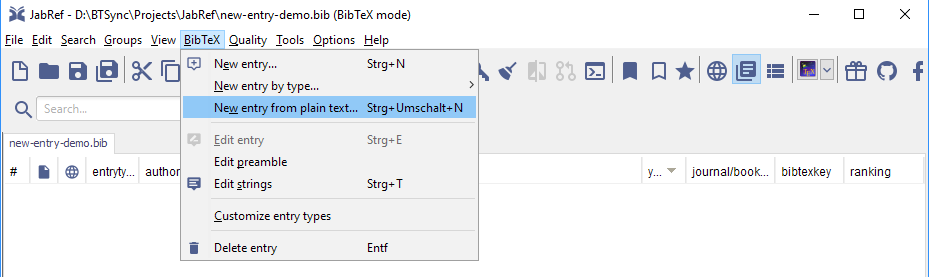 JabRef - D:\BTSync\Projects\JabRef\new-entry-demo.bib (BibTeX mode)
File Edit Search Groups View BibTeX Quality Tools Options Help
New entry... Strg+N
New entry by type...
New entry from plain text... Strg+Umschalt+N
Search...
Edit entry Strg+E
new-entry-demo.bib
Edit preamble
# entryty... author y... journal/book... bibtexkey ranking
Edit strings Strg+T
Customize entry types
Delete entry Entf